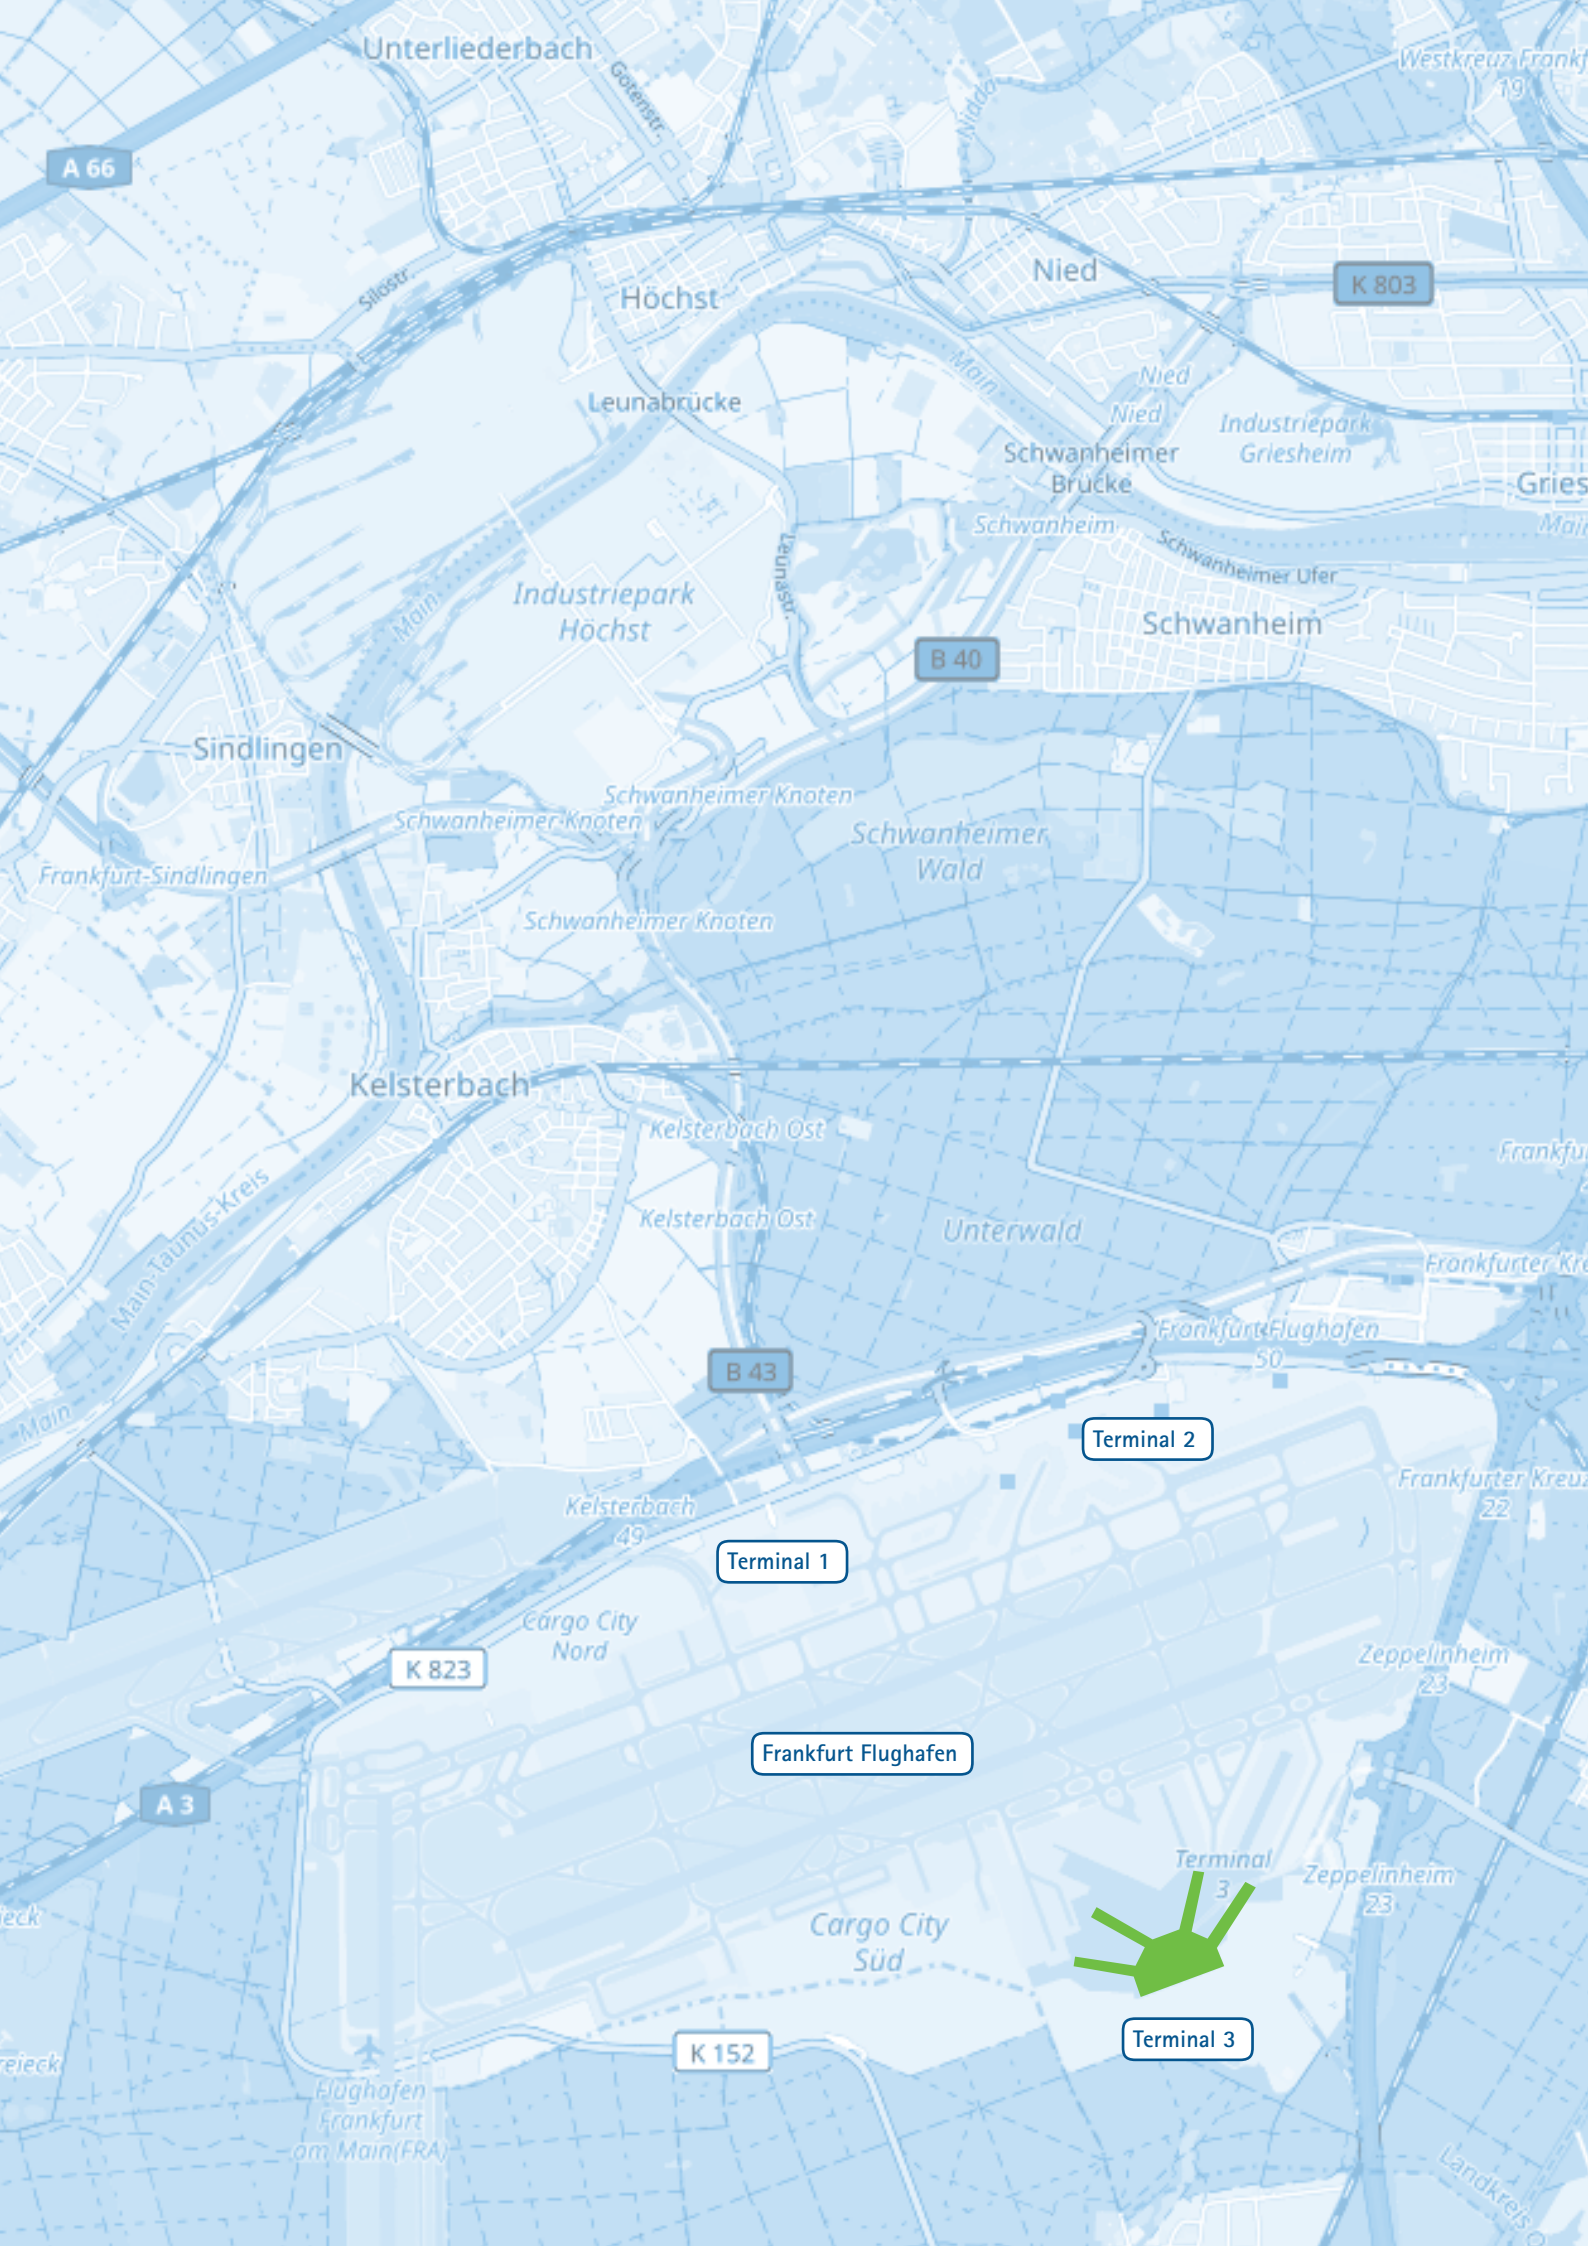 Unterliederbach
Gotenstr.
Nidda
Westkreuz Frankf
19
A 66
Silostr.
Höchst
Nied
K 803
Leunabrücke
Main
Nied
Nied
Industriepark
Griesheim
Schwanheimer
Brücke
Gries
Schwanheim
Main
Schwanheimer Ufer
Leunastr.
Industriepark
Höchst
Main
Schwanheim
B 40
Sindlingen
Schwanheimer Knoten
Schwanheimer-Knoten
Schwanheimer
Wald
Frankfurt-Sindlingen
Schwanheimer Knoten
Kelsterbach
Kelsterbach Ost
Frankfu
Main-Taunus-Kreis
Kelsterbach Ost
Unterwald
Frankfurter Kre
Frankfurt-Flughafen
50
B 43
Main
Terminal 2
Frankfurter Kreuz
22
Kelsterbach
49
Terminal 1
Cargo City
Nord
K 823
Zeppelinheim
23
Frankfurt Flughafen
A 3
Terminal
3
Zeppelinheim
23
ieck
Cargo City
Süd
Terminal 3
K 152
reieck
Flughafen
Frankfurt
am Main(FRA)
Landkreis